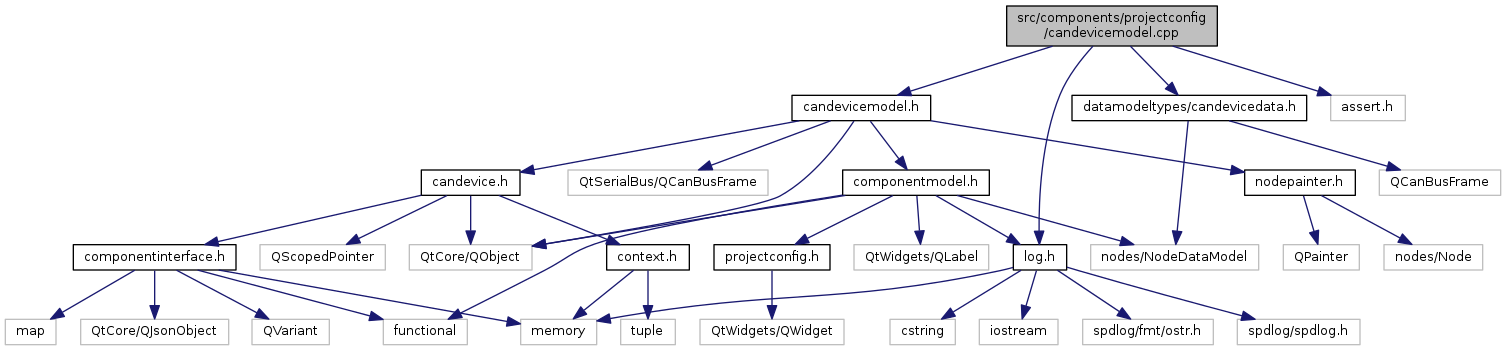 src/components/projectconfig
/candevicemodel.cpp
candevicemodel.h
datamodeltypes/candevicedata.h
assert.h
candevice.h
QtSerialBus/QCanBusFrame
componentmodel.h
nodepainter.h
QCanBusFrame
componentinterface.h
QScopedPointer
QtCore/QObject
context.h
projectconfig.h
QtWidgets/QLabel
log.h
nodes/NodeDataModel
QPainter
nodes/Node
map
QtCore/QJsonObject
QVariant
functional
memory
tuple
QtWidgets/QWidget
cstring
iostream
spdlog/fmt/ostr.h
spdlog/spdlog.h